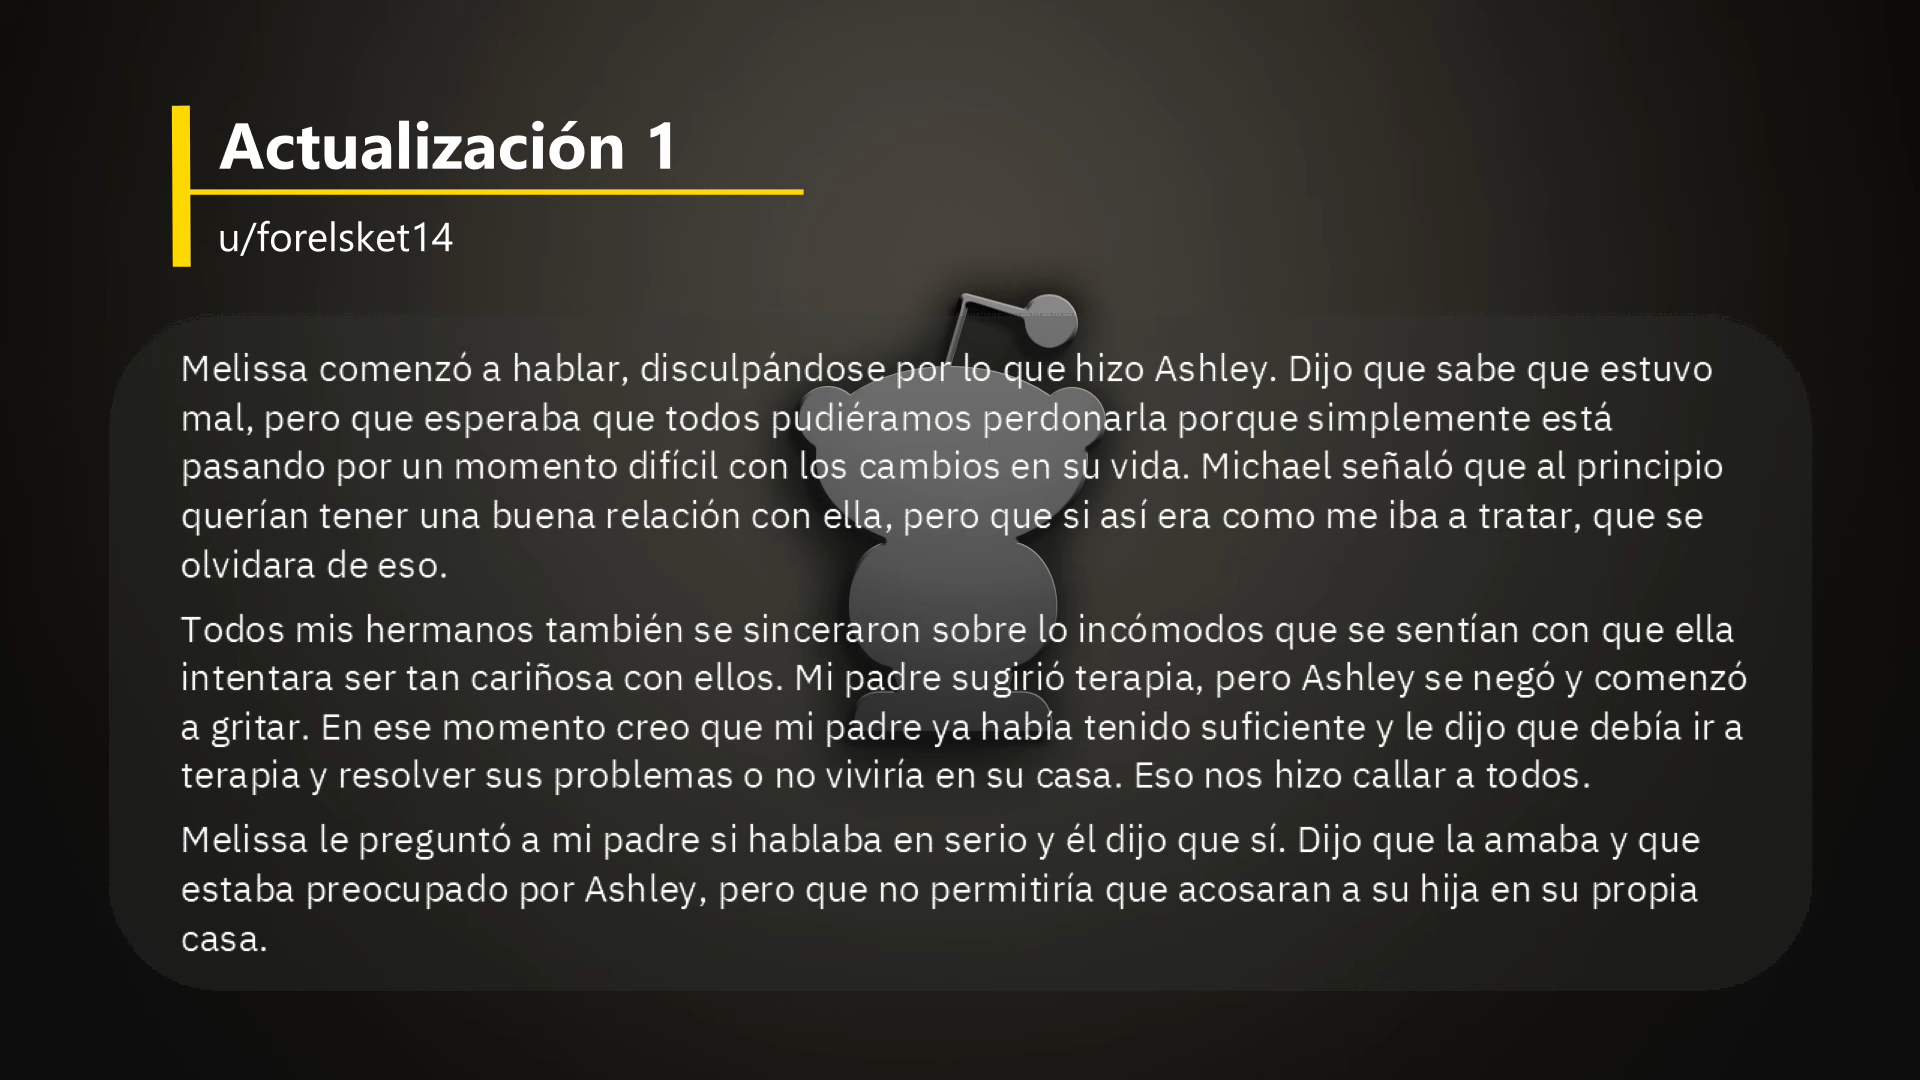 Actualización 1
u/forelsket14
Melissa comenzó a hablar, disculpándose por lo que hizo Ashley. Dijo que sabe que estuvo
mal, pero que esperaba que todos pudiéramos perdonarla porque simplemente está
pasando por un momento difícil con los cambios en su vida. Michael señaló que al principio
querían tener una buena relación con ella, pero que si así era como me iba a tratar, que se
olvidara de eso.
Todos mis hermanos también se sinceraron sobre lo incómodos que se sentían con que ella
intentara ser tan cariñosa con ellos. Mi padre sugirió terapia, pero Ashley se negó y comenzó
a gritar. En ese momento creo que mi padre ya había tenido suficiente y le dijo que debía ir a
terapia y resolver sus problemas o no viviría en su casa. Eso nos hizo callar a todos.
Melissa le preguntó a mi padre si hablaba en serio y él dijo que sí. Dijo que la amaba y que
estaba preocupado por Ashley, pero que no permitiría que acosaran a su hija en su propia
casa.